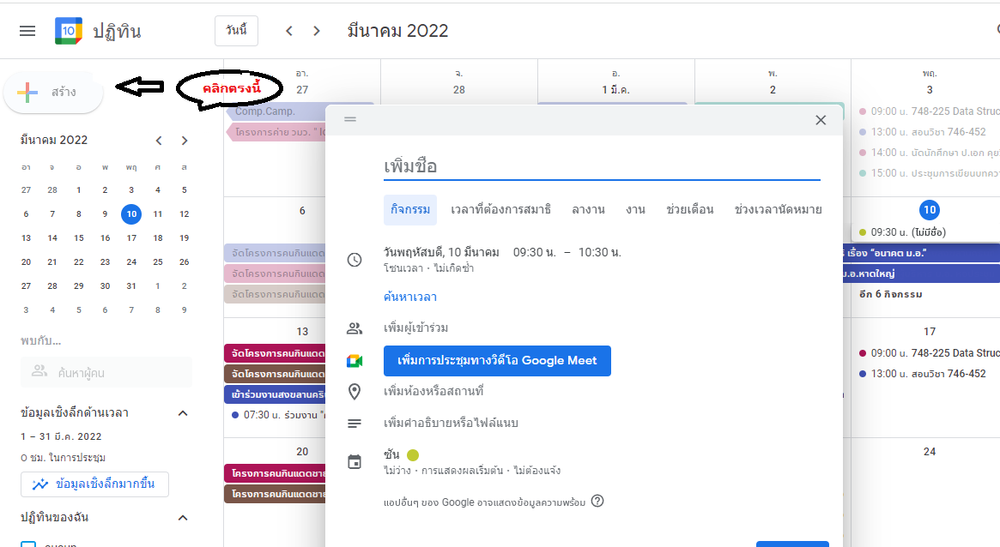 10 ปฏิทิน
วันนี้
มีนาคม 2022
สร้าง
คลิกตรงนี้
มีนาคม 2022
อา จ อ พ พฤ ศ ส
27 28 1 2 3 4 5
6 7 8 9 10 11 12
13 14 15 16 17 18 19
20 21 22 23 24 25 26
27 28 29 30 31 1 2
3 4 5 6 7 8 9
พบกับ...
ค้นหาผู้คน
ข้อมูลเชิงลึกด้านเวลา
1 – 31 มี.ค. 2022
0 ชม. ในการประชุม
ข้อมูลเชิงลึกมากขึ้น
ปฏิทินของฉัน
อา. จ. อ. พ. พฤ.
27 28 1 มี.ค. 2 3
Comp.Camp.
โครงการค่าย วมว. "
6
จัดโครงการคนกินแดด
จัดโครงการคนกินแดด
จัดโครงการคนกินแดด
13
จัดโครงการคนกินแดด
จัดโครงการคนกินแดด
เข้าร่วมงานสงขลานคริ
07:30 น. ร่วมงาน
20
โครงการคนกินแดดชาย
โครงการคนกินแดดชาย
เพิ่มชื่อ
กิจกรรม เวลาที่ต้องการสมาธิ ลางาน งาน ช่วยเตือน ช่วงเวลานัดหมาย
วันพฤหัสบดี, 10 มีนาคม 09:30 น. – 10:30 น.
โซนเวลา · ไม่เกิดซ้ำ
ค้นหาเวลา
เพิ่มผู้เข้าร่วม
เพิ่มการประชุมทางวิดีโอ Google Meet
เพิ่มห้องหรือสถานที่
เพิ่มคำอธิบายหรือไฟล์แนบ
ซัน
ไม่ว่าง · การแสดงผลเริ่มต้น · ไม่ต้องแจ้ง
แอปอื่นๆ ของ Google อาจแสดงข้อมูลความพร้อม
09:00 น. 748-225 Data Struc
13:00 น. สอนวิชา 746-452
14:00 น. นัดนักศึกษา ป.เอก คุย
15:00 น. ประชุมการเขียนบทคว
10
09:30 น. (ไม่มีชื่อ)
เรื่อง "อนาคต ม.อ."
ม.อ.หาดใหญ่
อีก 6 กิจกรรม
17
09:00 น. 748-225 Data Struc
13:00 น. สอนวิชา 746-452
24